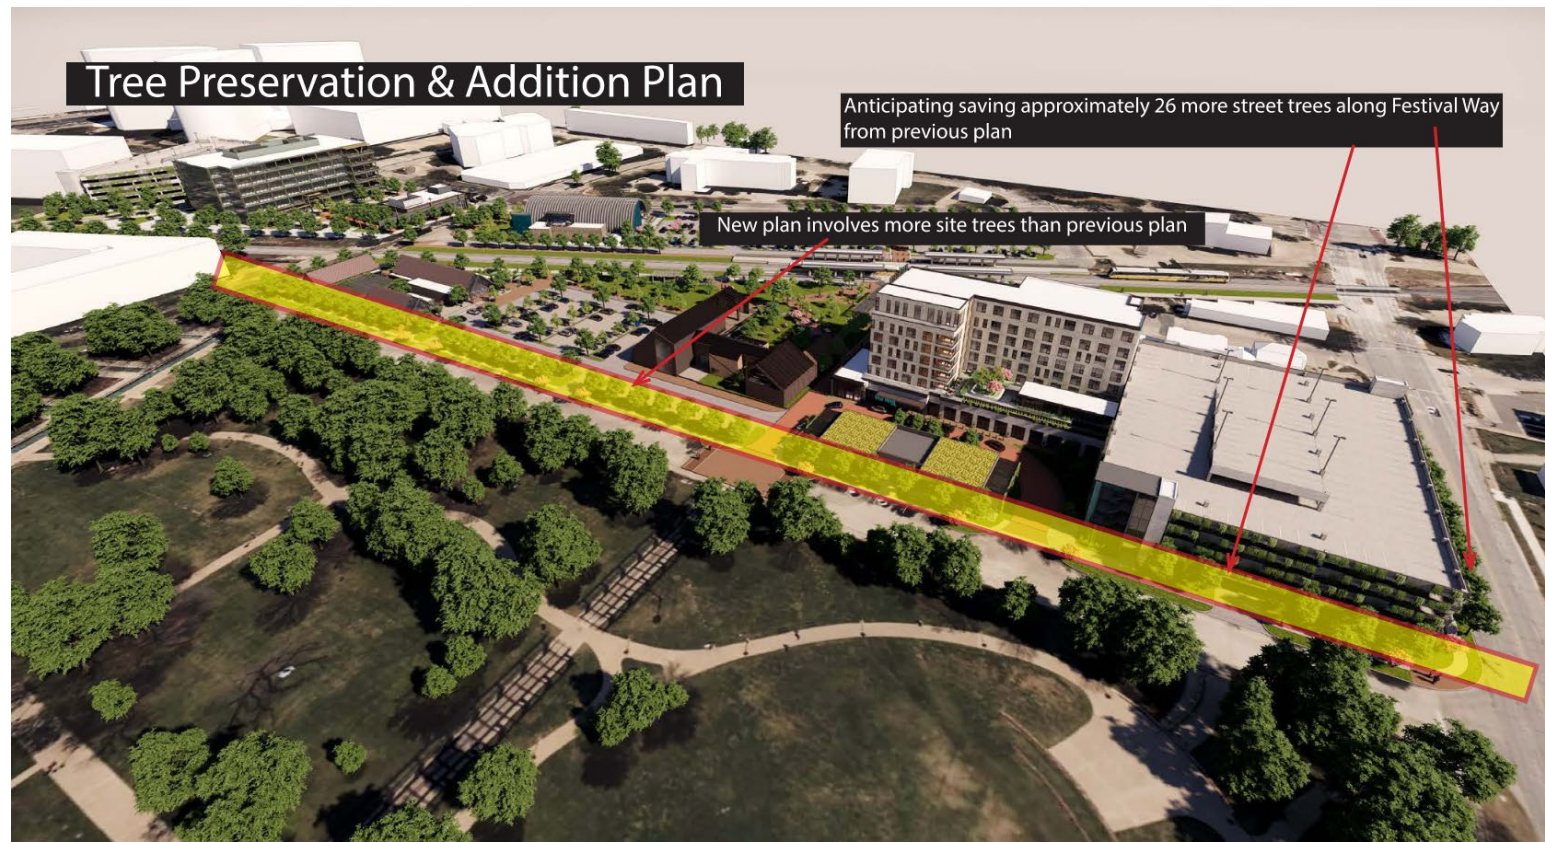 Tree Preservation & Addition Plan
Anticipating saving approximately 26 more street trees along Festival Way
from previous plan
New plan involves more site trees than previous plan